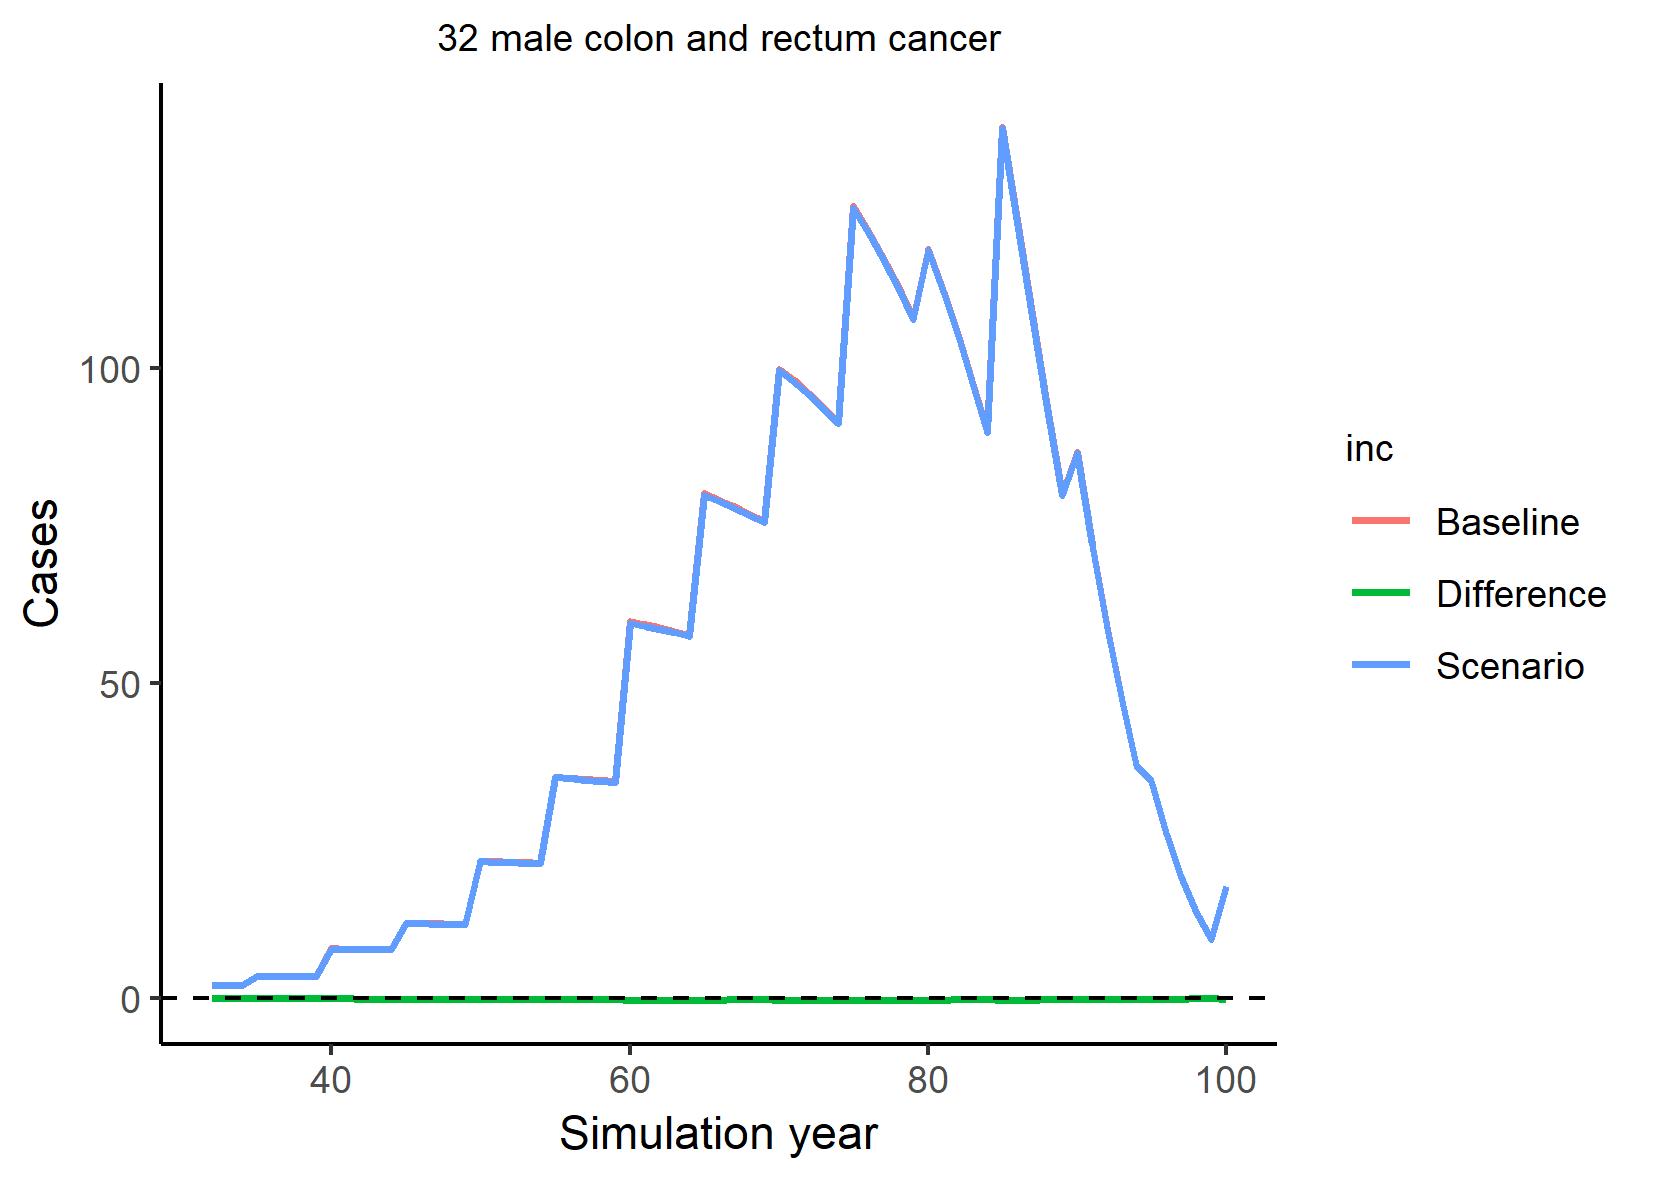 32 male colon and rectum cancer
Cases
100
50
0
40 60 80 100
Simulation year
inc
Baseline
Difference
Scenario